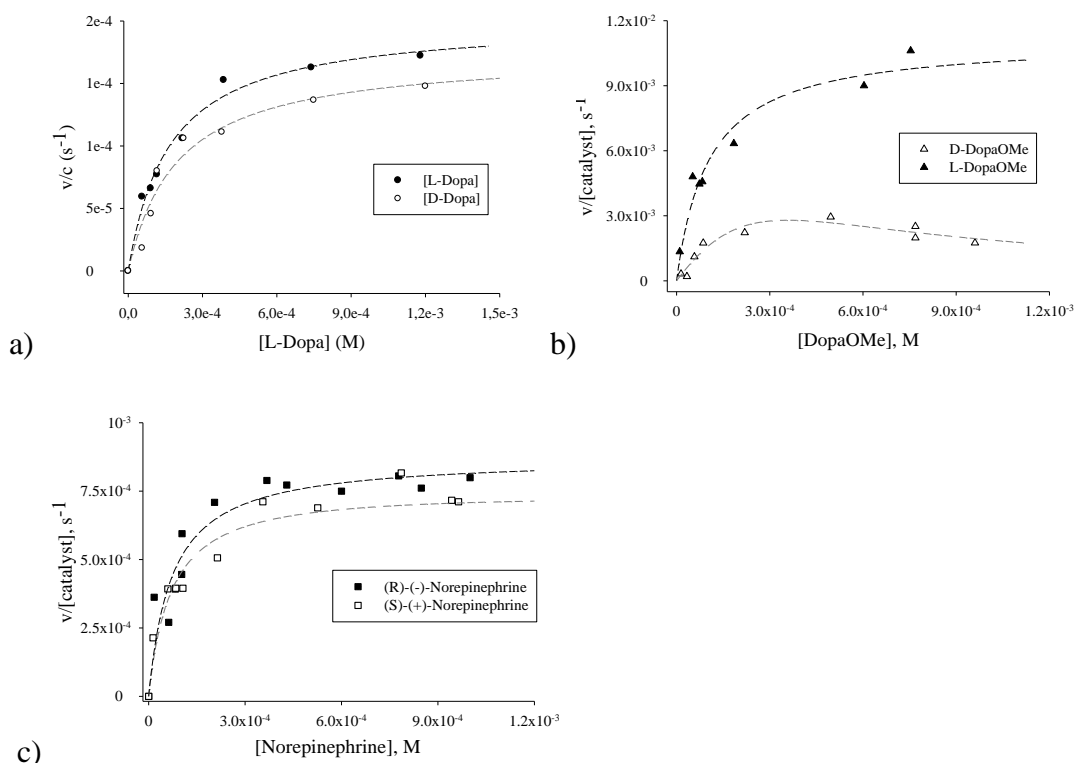 2e-4
1e-4
1e-4
5e-5
0
v/c (s⁻¹)
[L-Dopa]
[D-Dopa]
0,0 3,0e-4 6,0e-4 9,0e-4 1,2e-3 1,5e-3
[L-Dopa] (M)
a)
1.2x10⁻²
9.0x10⁻³
6.0x10⁻³
3.0x10⁻³
0
v/[catalyst], s⁻¹
D-DopaOMe
L-DopaOMe
0 3.0x10⁻⁴ 6.0x10⁻⁴ 9.0x10⁻⁴ 1.2x10⁻³
[DopaOMe], M
b)
10⁻³
7.5x10⁻⁴
5.0x10⁻⁴
2.5x10⁻⁴
0
v/[catalyst], s⁻¹
(R)-(-)-Norepinephrine
(S)-(+)-Norepinephrine
0 3.0x10⁻⁴ 6.0x10⁻⁴ 9.0x10⁻⁴ 1.2x10⁻³
[Norepinephrine], M
c)